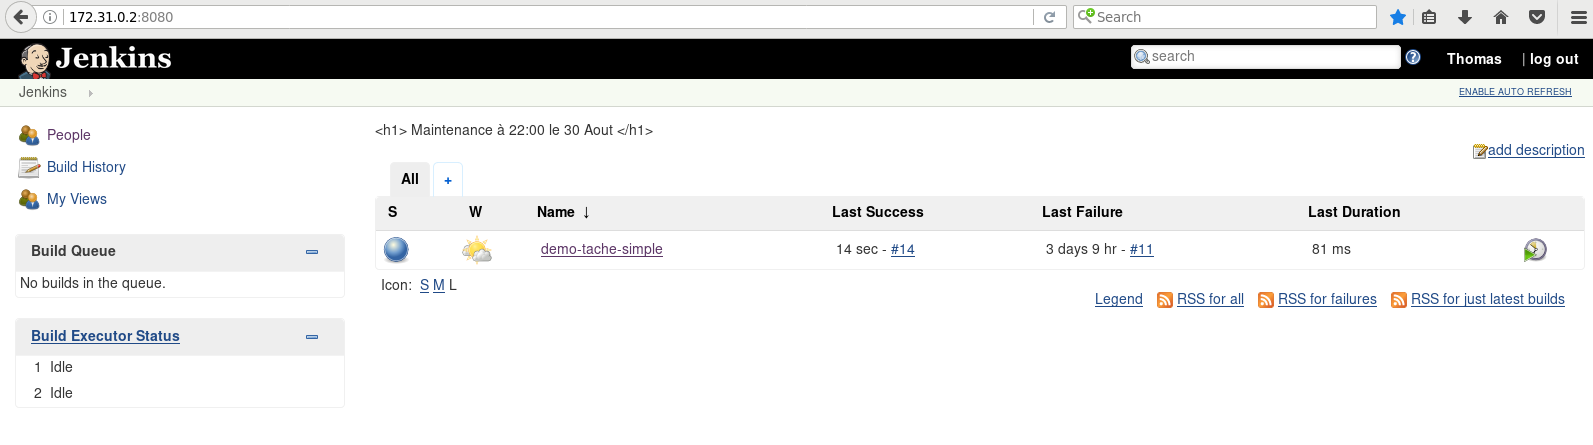 172.31.0.2:8080
Search
Jenkins
search
Thomas | log out
Jenkins
ENABLE AUTO REFRESH
People
Build History
My Views
Build Queue
No builds in the queue.
Build Executor Status
1 Idle
2 Idle
<h1> Maintenance à 22:00 le 30 Aout </h1>
add description
All +
S W Name ↓ Last Success Last Failure Last Duration
demo-tache-simple 14 sec - #14 3 days 9 hr - #11 81 ms
Icon: S M L
Legend RSS for all RSS for failures RSS for just latest builds